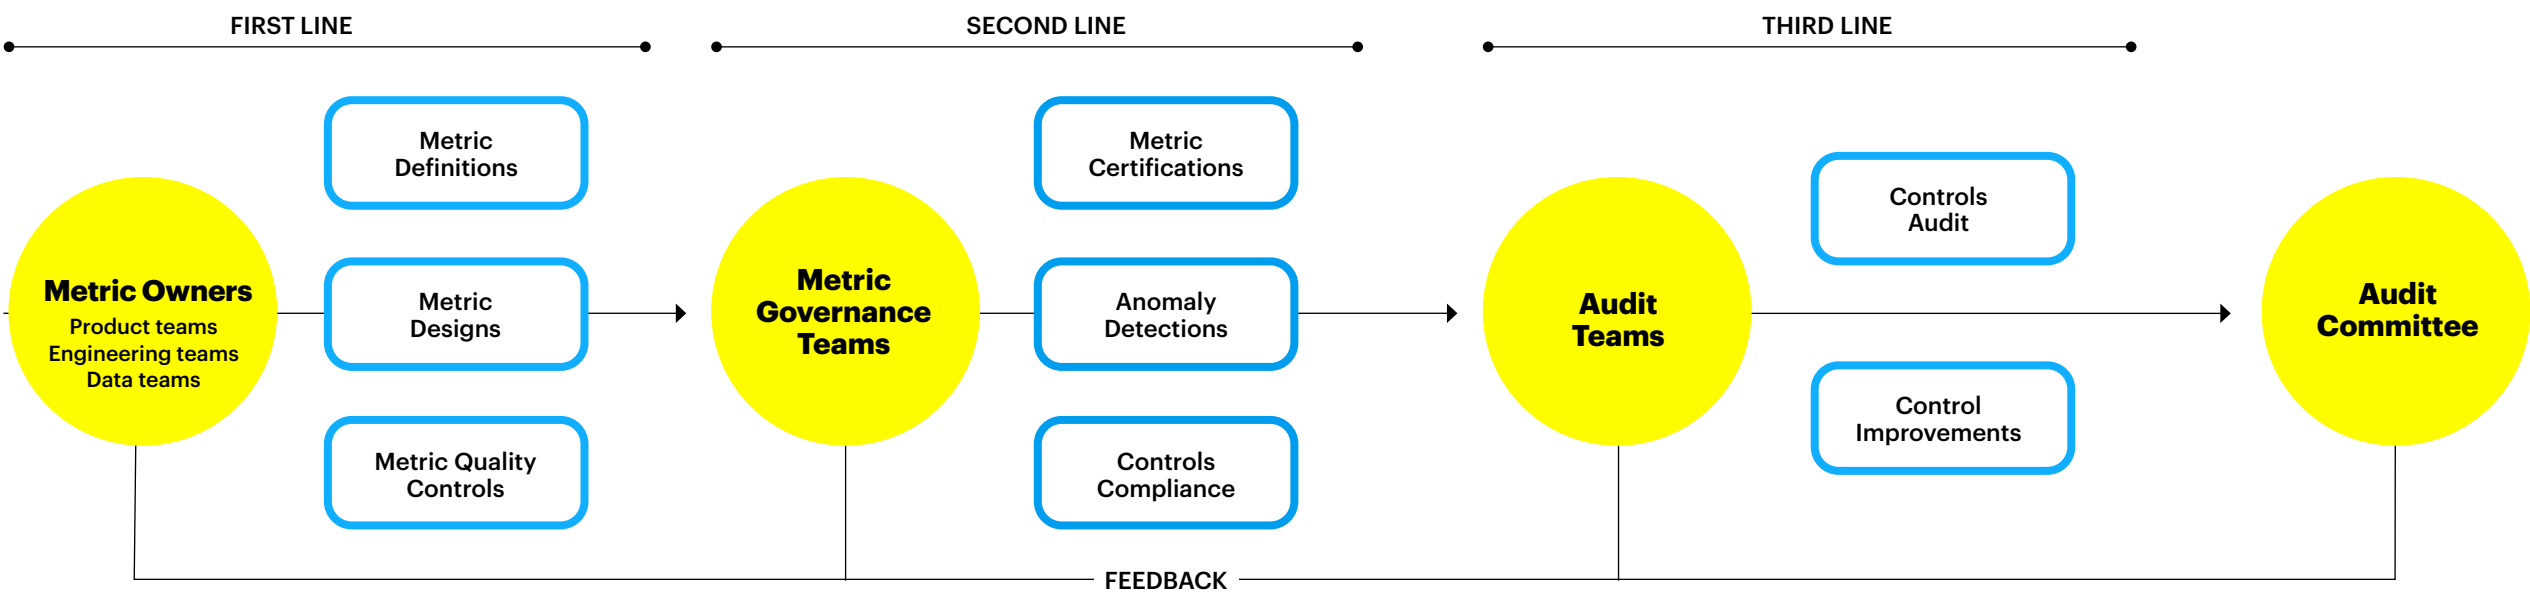 FIRST LINE
SECOND LINE
THIRD LINE
Metric Owners
Product teams
Engineering teams
Data teams
Metric
Definitions
Metric
Designs
Metric Quality
Controls
Metric
Governance
Teams
Metric
Certifications
Anomaly
Detections
Controls
Compliance
Audit
Teams
Controls
Audit
Control
Improvements
Audit
Committee
FEEDBACK